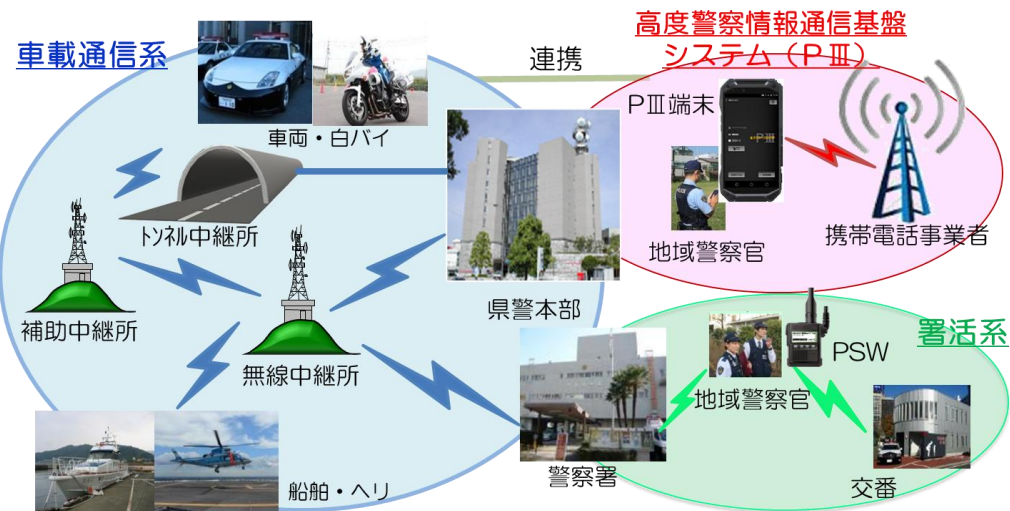 車載通信系
高度警察情報通信基盤
システム（PⅢ）
連携
車両・白バイ
PⅢ端末
PⅢ
地域警察官
携帯電話事業者
ﾄﾝﾈﾙ中継所
補助中継所
無線中継所
県警本部
船舶・ヘリ
警察署
署活系
地域警察官
PSW
交番